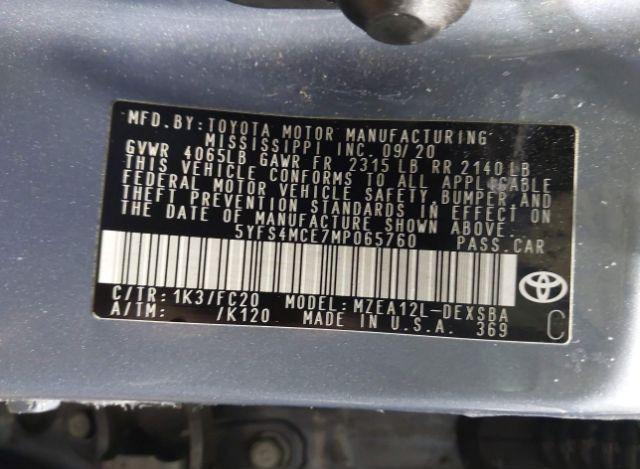 MFD.BY:TOYOTA MOTOR MANUFACTURING
MISSISSIPPI INC. 09/20
GVWR 4065LB GAWR FR 2315 LB RR 2140 LB
THIS VEHICLE CONFORMS TO ALL APPLICABLE
FEDERAL MOTOR VEHICLE SAFETY,BUMPER AND
THEFT PREVENTION STANDARDS IN EFFECT ON
THE DATE OF MANUFACTURE SHOWN ABOVE.
5YFS4MCE7MP065760 PASS.CAR
C/TR:1K3/FC20 MODEL:MZEA12L-DEXSBA
A/TM: /K120 MADE IN U.S.A. 369
C